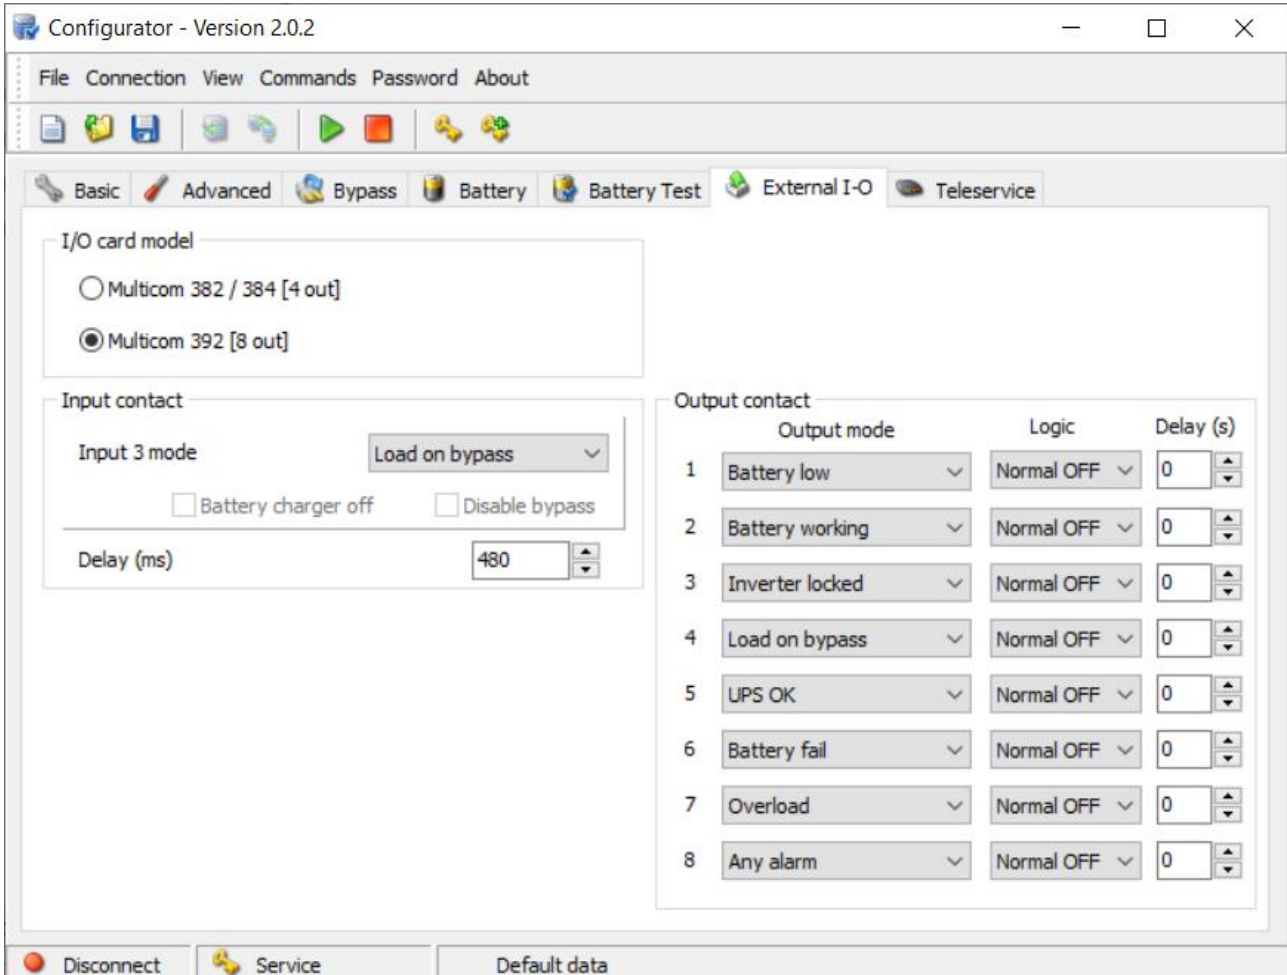 Configurator - Version 2.0.2
File Connection View Commands Password About
Basic Advanced Bypass Battery Battery Test External I-O Teleservice
I/O card model
Multicom 382 / 384 [4 out]
Multicom 392 [8 out]
Input contact
Input 3 mode Load on bypass
Battery charger off Disable bypass
Delay (ms) 480
Output contact
Output mode Logic Delay (s)
1 Battery low Normal OFF 0
2 Battery working Normal OFF 0
3 Inverter locked Normal OFF 0
4 Load on bypass Normal OFF 0
5 UPS OK Normal OFF 0
6 Battery fail Normal OFF 0
7 Overload Normal OFF 0
8 Any alarm Normal OFF 0
Disconnect Service Default data